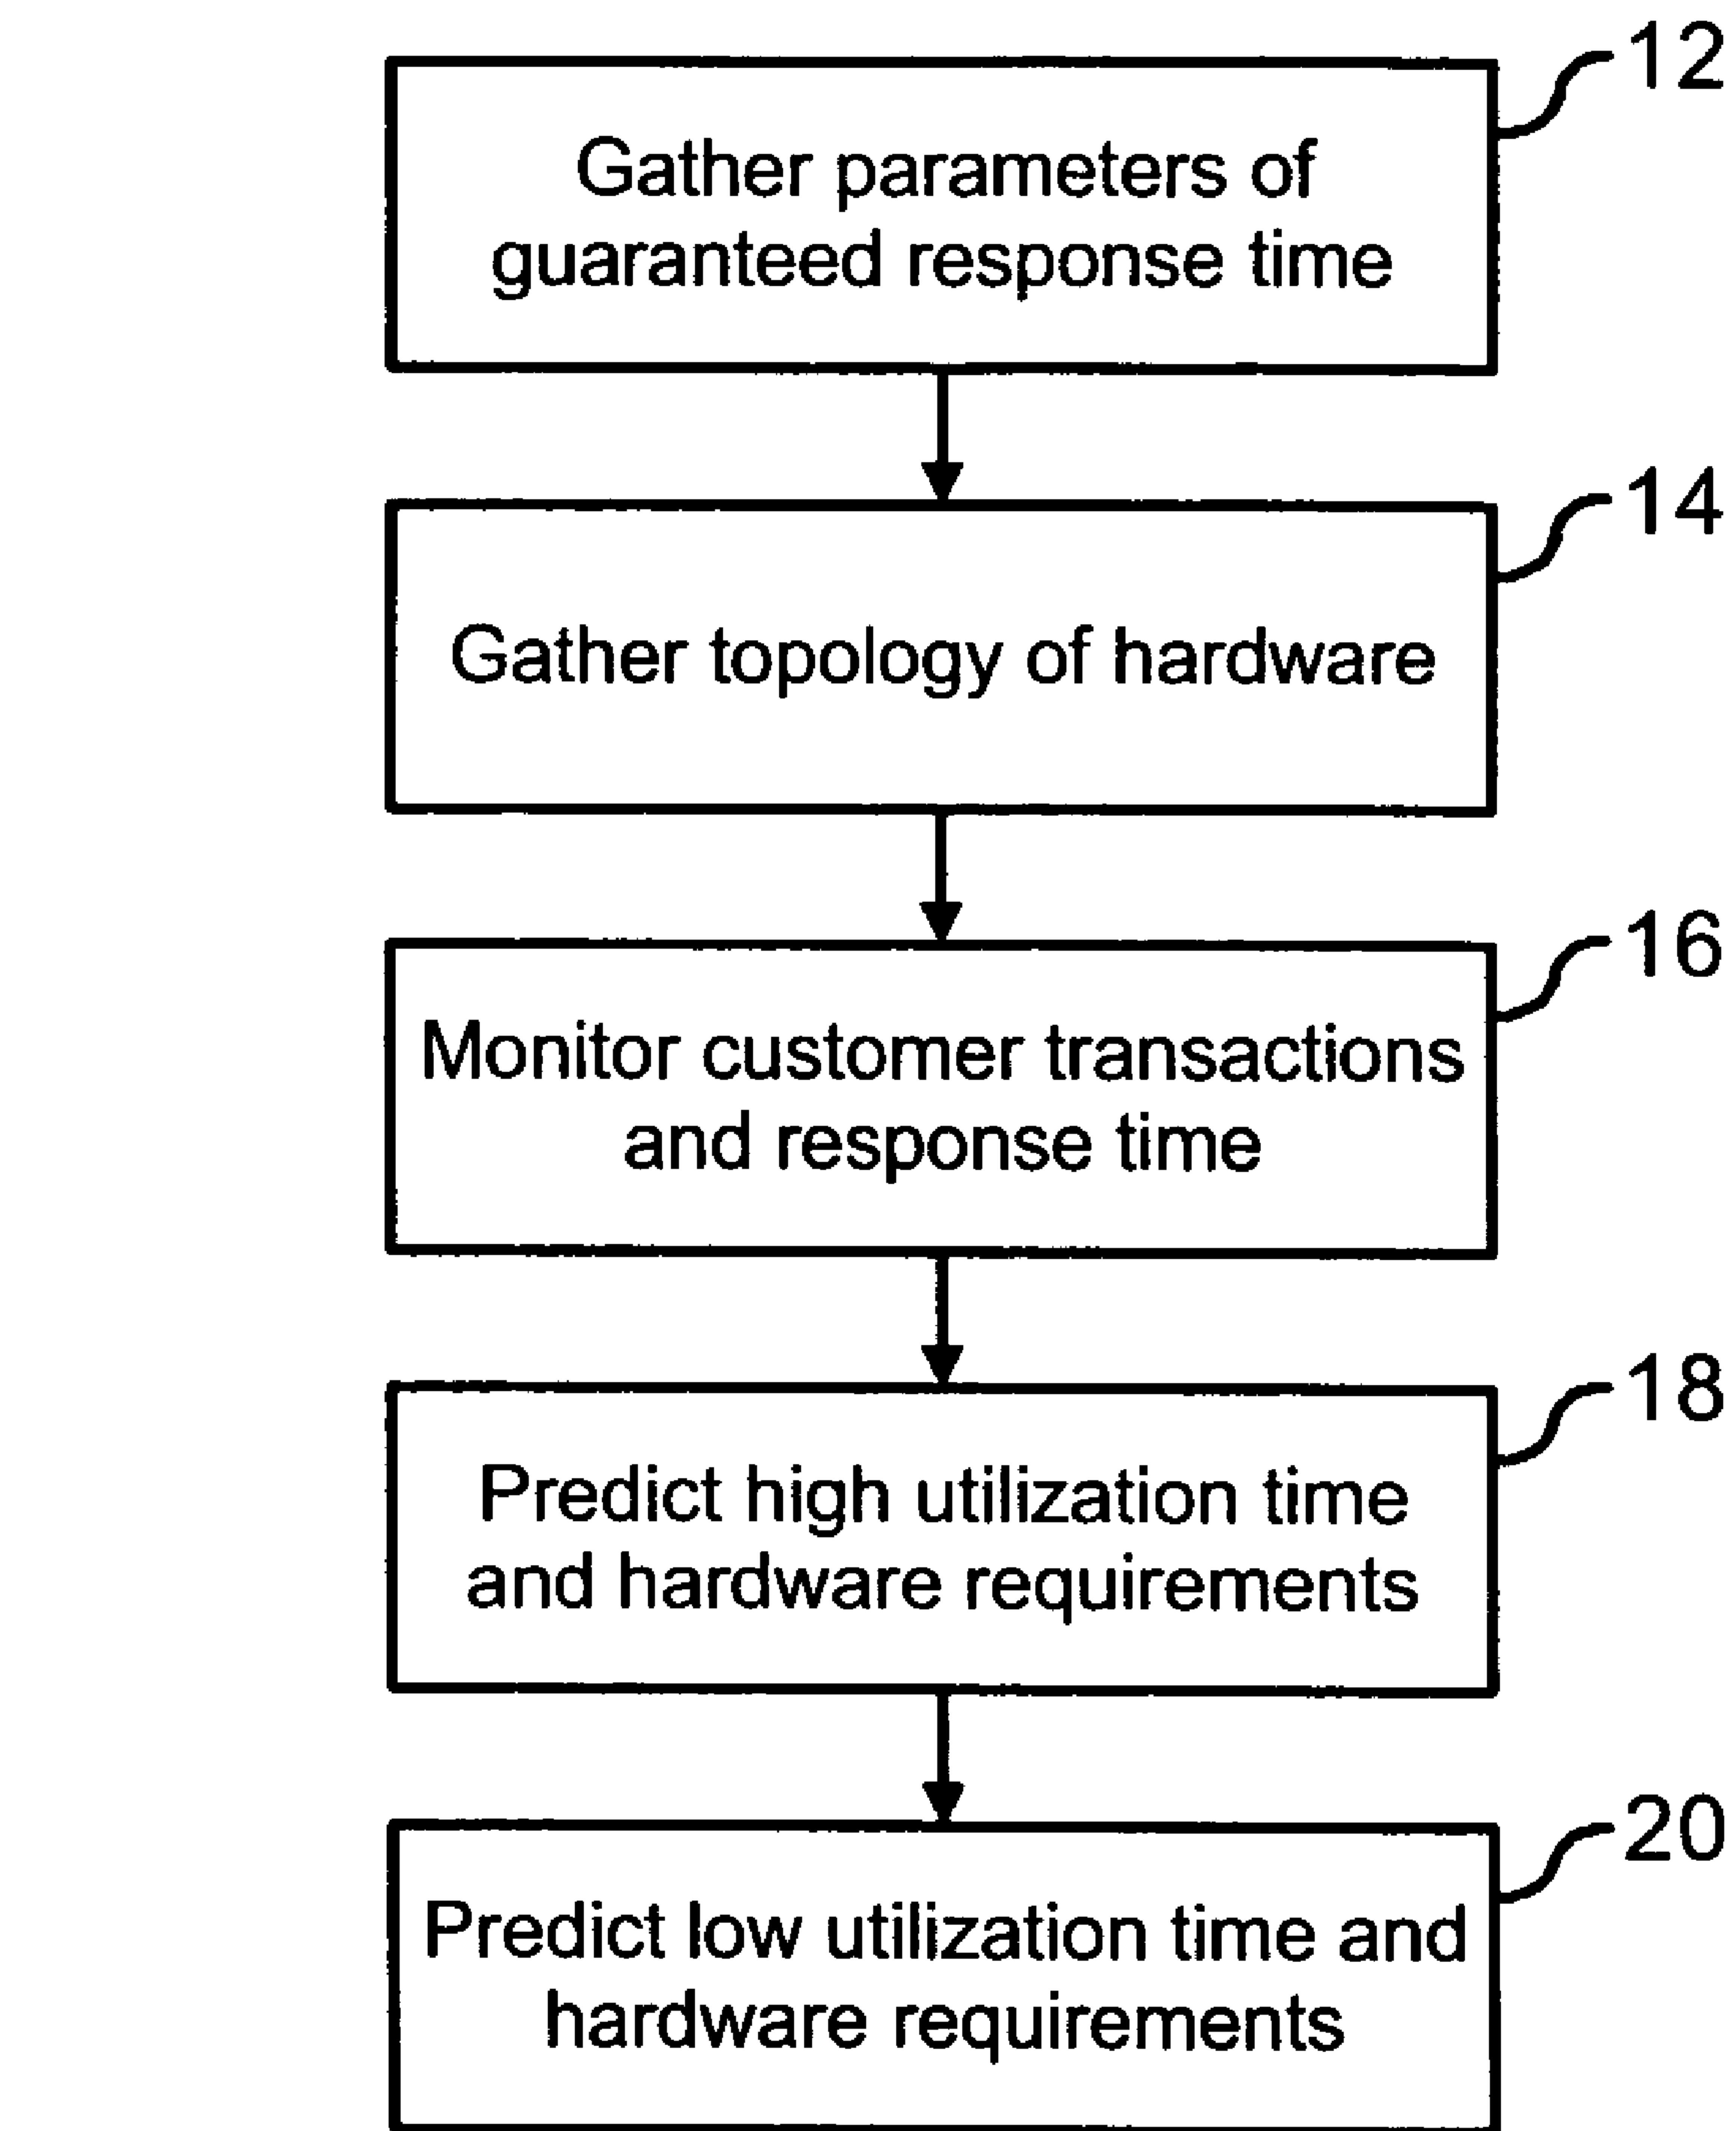 12
Gather parameters of
guaranteed response time
14
Gather topology of hardware
16
Monitor customer transactions
and response time
18
Predict high utilization time
and hardware requirements
20
Predict low utilization time and
hardware requirements